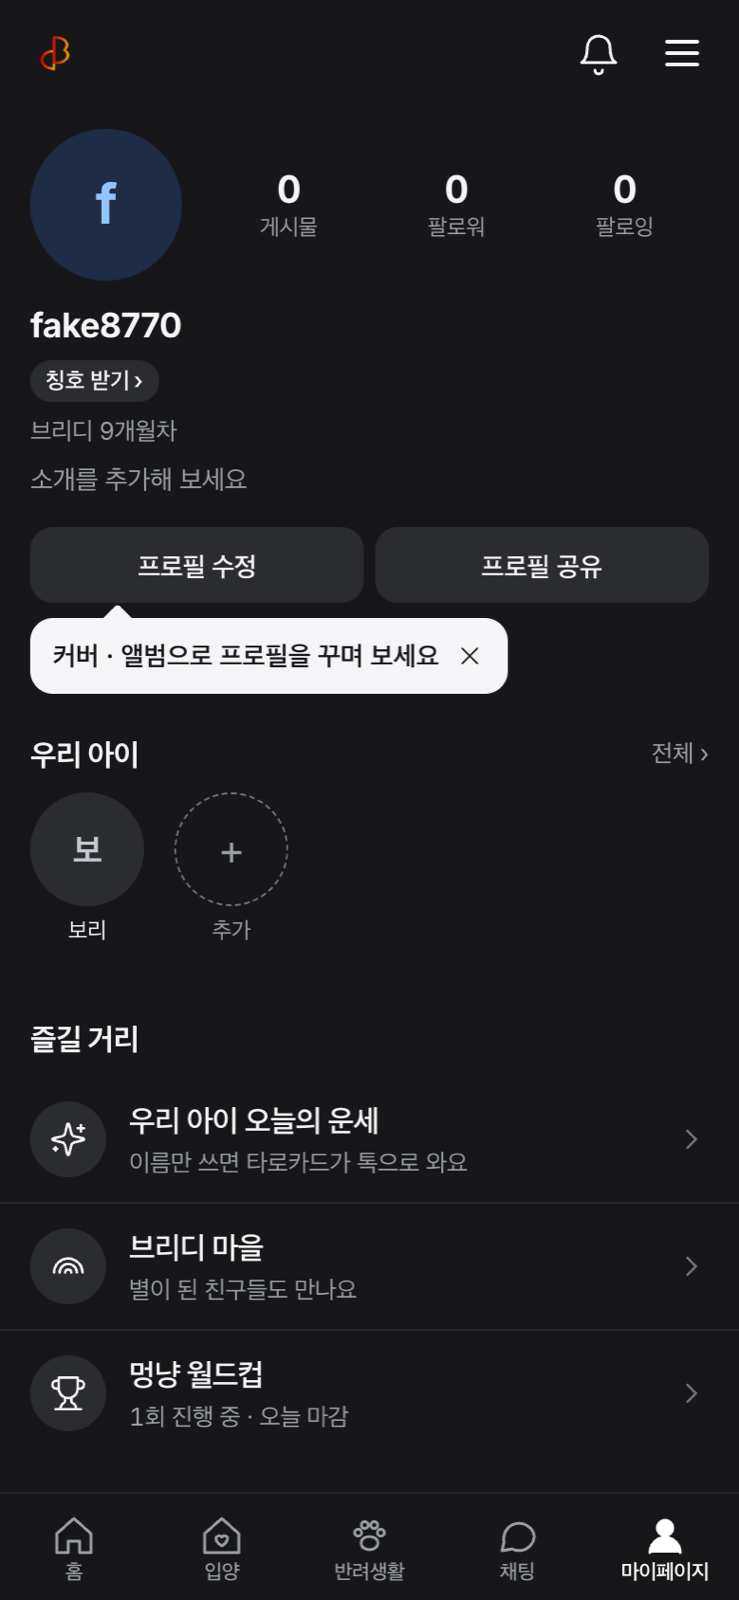 f
0
0
0
게시물
팔로워
팔로잉
fake8770
칭호 받기 ›
브리디 9개월차
소개를 추가해 보세요
프로필 수정
프로필 공유
커버 · 앨범으로 프로필을 꾸며 보세요 ×
우리 아이
전체 ›
보
+
보리
추가
즐길 거리
우리 아이 오늘의 운세
이름만 쓰면 타로카드가 톡으로 와요
브리디 마을
별이 된 친구들도 만나요
멍냥 월드컵
1회 진행 중 · 오늘 마감
홈
입양
반려생활
채팅
마이페이지